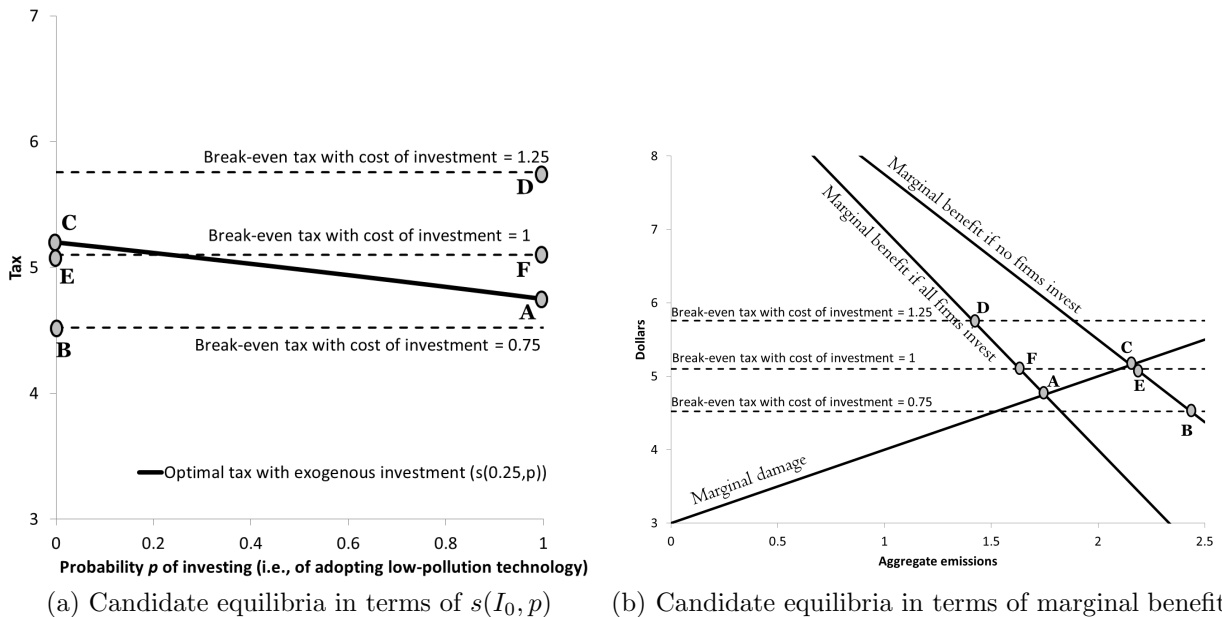 7
6
5
4
3
Tax
Break-even tax with cost of investment = 1.25
D
C
Break-even tax with cost of investment = 1
E
F
A
B
Break-even tax with cost of investment = 0.75
Optimal tax with exogenous investment (s(0.25,p))
0
0.2
0.4
0.6
0.8
1
Probability p of investing (i.e., of adopting low-pollution technology)
(a) Candidate equilibria in terms of s(I₀, p)
8
7
6
5
4
3
Dollars
Marginal benefit if no firms invest
Marginal benefit if all firms invest
Break-even tax with cost of investment = 1.25
D
Break-even tax with cost of investment = 1
F
C
A
E
Break-even tax with cost of investment = 0.75
B
Marginal damage
0
0.5
1
1.5
2
2.5
Aggregate emissions
(b) Candidate equilibria in terms of marginal benefit